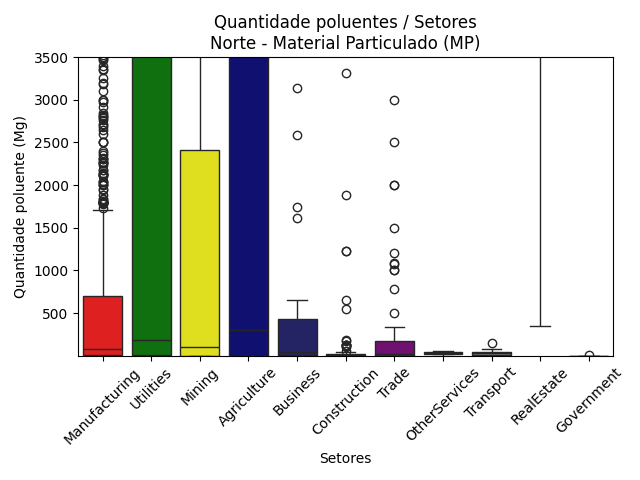 Quantidade poluentes / Setores
Norte - Material Particulado (MP)
Quantidade poluente (Mg)
3500
3000
2500
2000
1500
1000
500
Manufacturing
Utilities
Mining
Agriculture
Business
Construction
Trade
OtherServices
Transport
RealEstate
Government
Setores